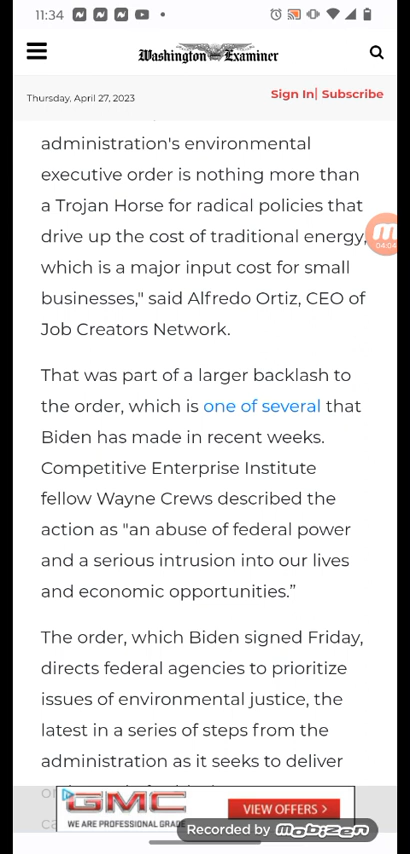 11:34
Washington Examiner
Thursday, April 27, 2023
Sign In| Subscribe
administration's environmental
executive order is nothing more than
a Trojan Horse for radical policies that
drive up the cost of traditional energy,
which is a major input cost for small
businesses," said Alfredo Ortiz, CEO of
Job Creators Network.
04:04
That was part of a larger backlash to
the order, which is one of several that
Biden has made in recent weeks.
Competitive Enterprise Institute
fellow Wayne Crews described the
action as "an abuse of federal power
and a serious intrusion into our lives
and economic opportunities.”
The order, which Biden signed Friday,
directs federal agencies to prioritize
issues of environmental justice, the
latest in a series of steps from the
administration as it seeks to deliver
GMC
WE ARE PROFESSIONAL GRADE
VIEW OFFERS >
Recorded by mobizen